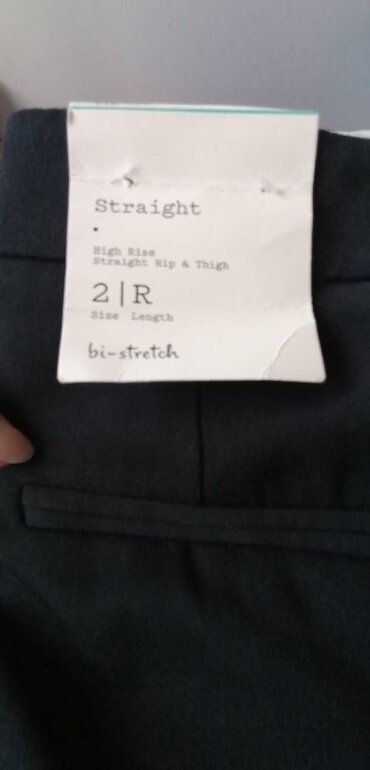 Straight
•
High Rise
Straight Hip & Thigh
2|R
Size Length
bi-stretch